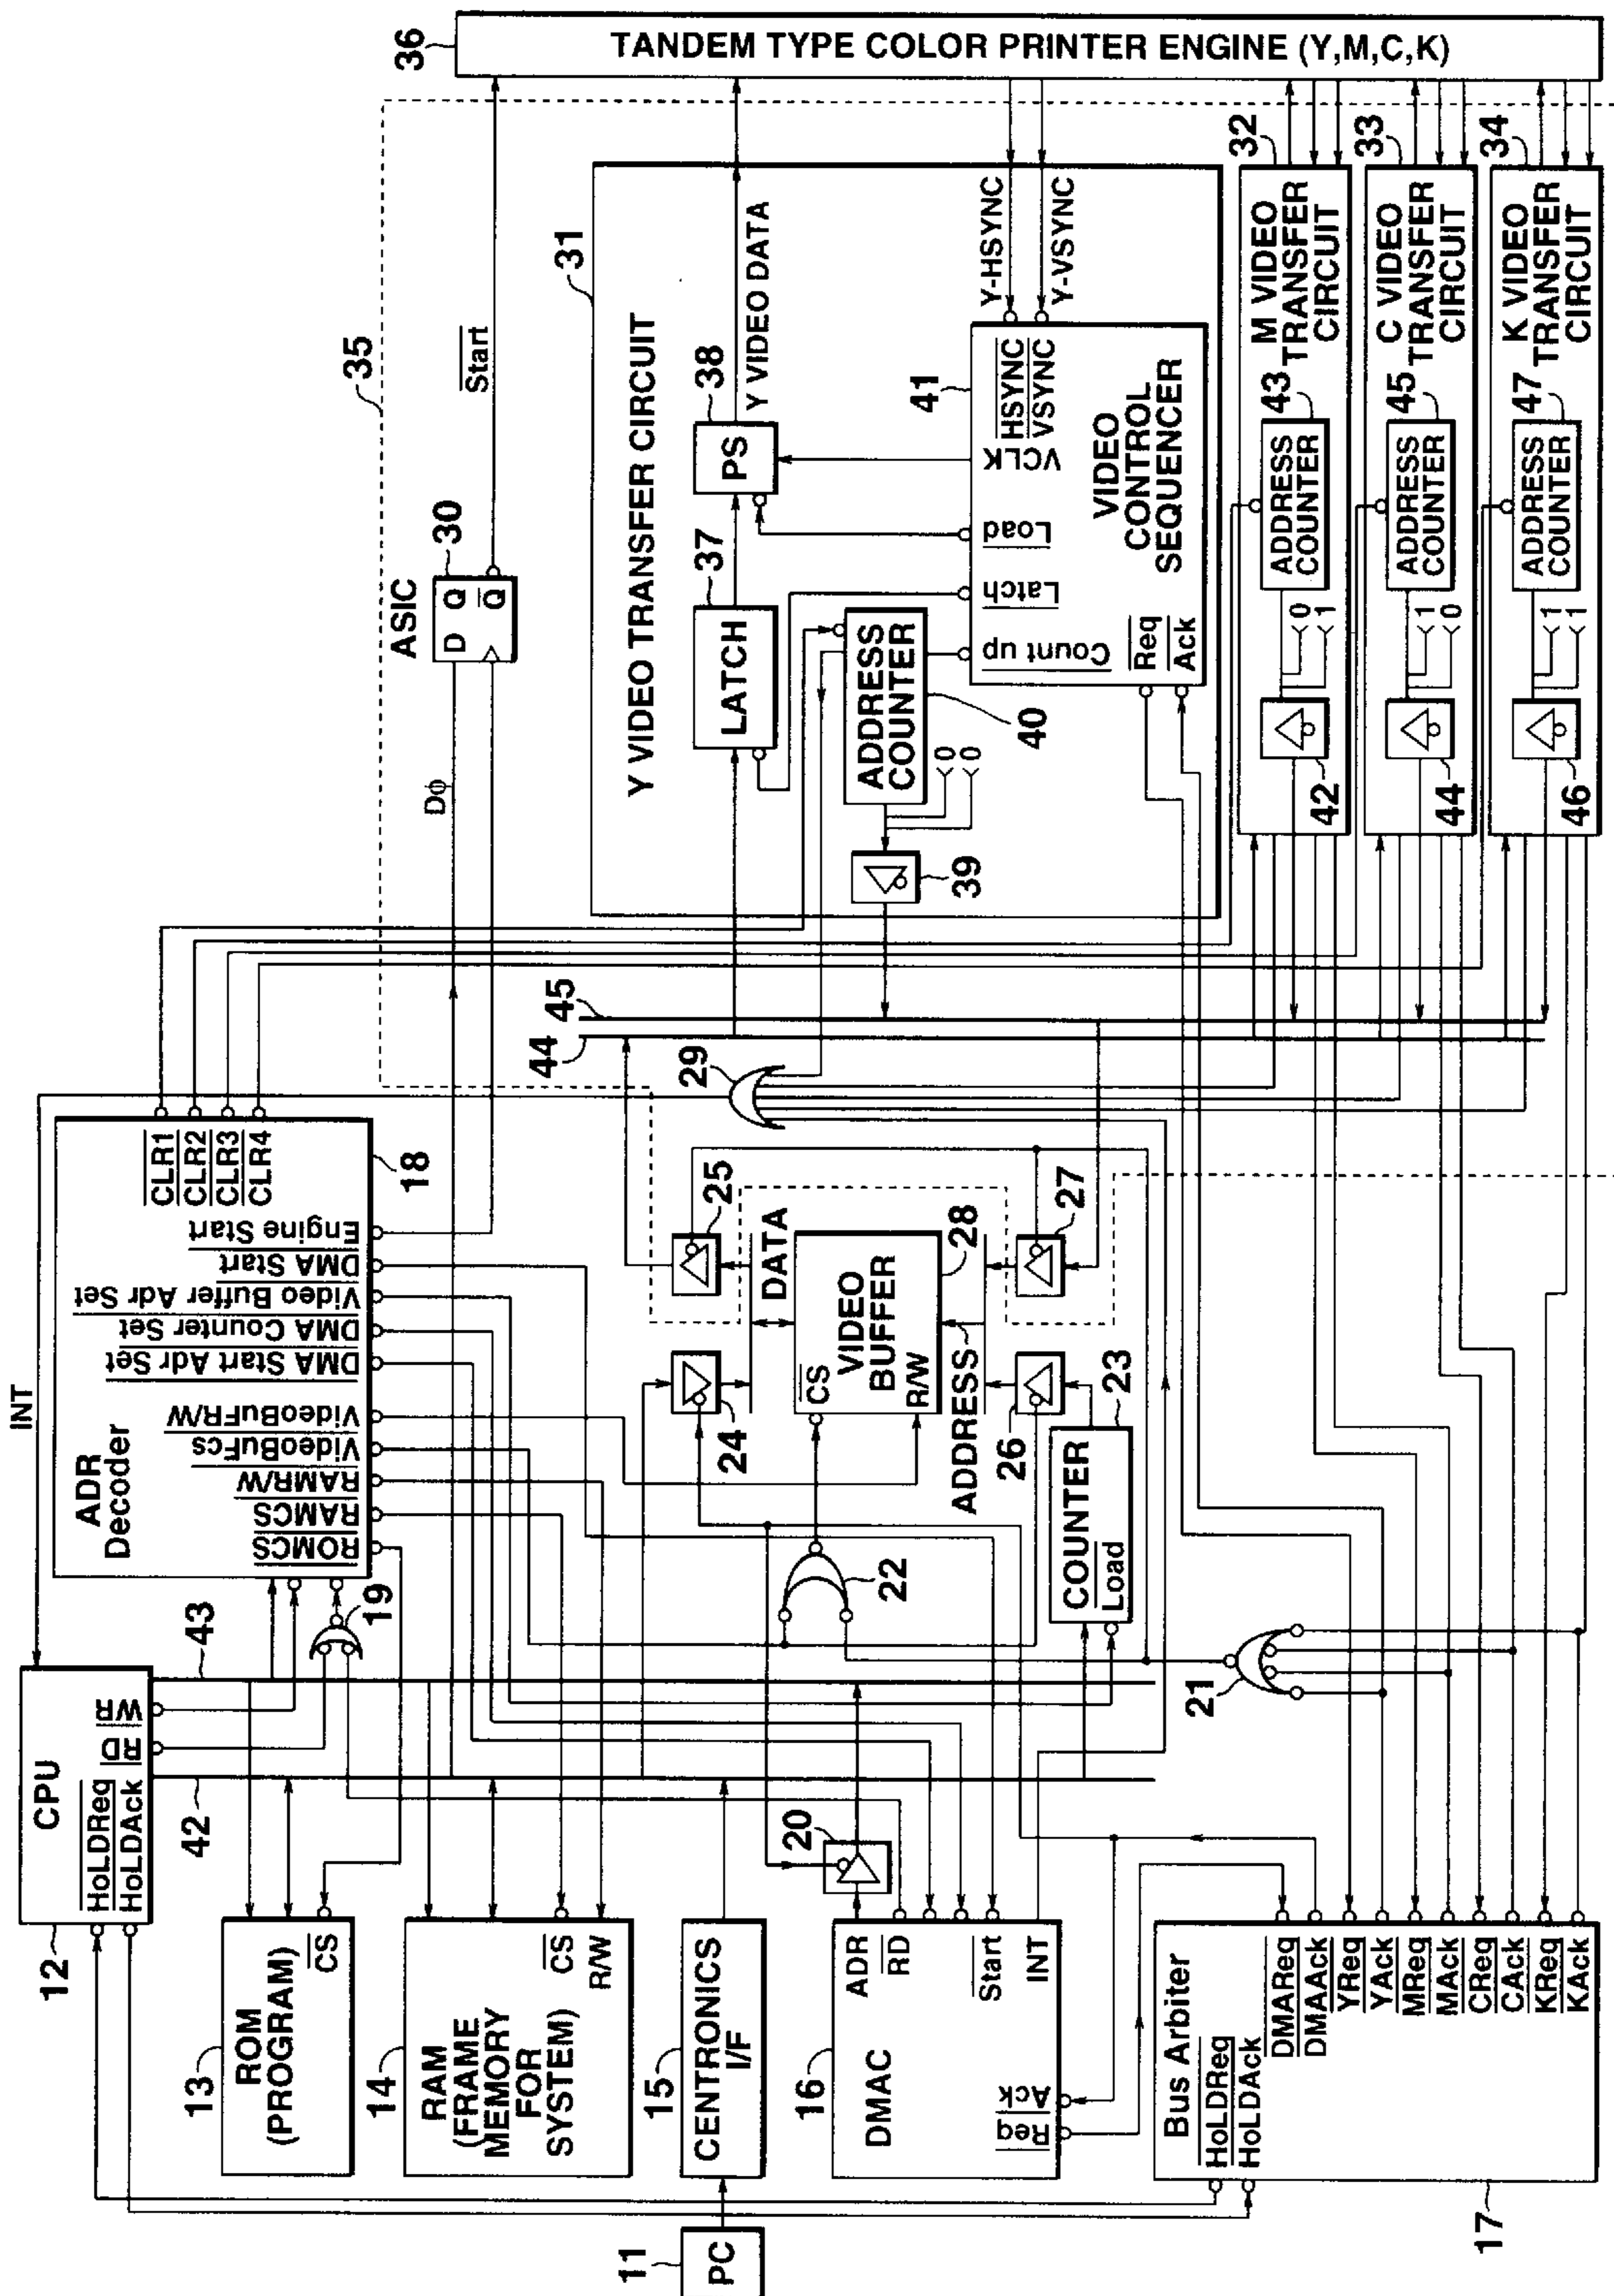 36
TANDEM TYPE COLOR PRINTER ENGINE (Y,M,C,K)
35
Start
ASIC
30
D Q
Q
Dφ
31
Y VIDEO TRANSFER CIRCUIT
Y VIDEO DATA
38
PS
37
LATCH
41
HSYNC
VSYNC
VCLK
Load
Latch
Count up
Req
Ack
VIDEO
CONTROL
SEQUENCER
Y-HSYNC
Y-VSYNC
ADDRESS
COUNTER
40
0
0
39
32
M VIDEO
TRANSFER
CIRCUIT
43
ADDRESS
COUNTER
0
1
42
33
C VIDEO
TRANSFER
CIRCUIT
45
ADDRESS
COUNTER
1
0
44
34
K VIDEO
TRANSFER
CIRCUIT
47
ADDRESS
COUNTER
1
1
46
44
45
29
INT
ADR
Decoder
18
CLR1
CLR2
CLR3
CLR4
Engine Start
DMA Start
Video Buffer Adr Set
DMA Counter Set
DMA Start Adr Set
VideoBuFR/W
VideoBuFcs
RAMR/W
RAMCS
ROMCS
19
25
DATA
24
CS
VIDEO
BUFFER
R/W
28
27
ADDRESS
26
COUNTER
Load
23
22
21
CPU
WR
RD
HoLDReq
HoLDAck
12
43
42
13
ROM
(PROGRAM)
CS
14
RAM
(FRAME
MEMORY
FOR
SYSTEM)
CS
R/W
15
CENTRONICS
I/F
11
PC
16
DMAC
ADR
RD
Start
INT
Ack
Req
20
Bus Arbiter
HoLDReq
HoLDAck
DMAReq
DMAAck
YReq
YAck
MReq
MAck
CReq
CAck
KReq
KAck
17